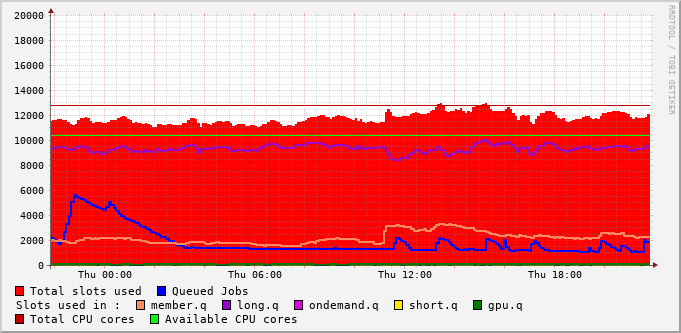 20000
18000
16000
14000
12000
10000
8000
6000
4000
2000
0
Thu 00:00 Thu 06:00 Thu 12:00 Thu 18:00
RRDTOOL / TOBI OETIKER
Total slots used Queued Jobs
Slots used in : member.q long.q ondemand.q short.q gpu.q
Total CPU cores Available CPU cores